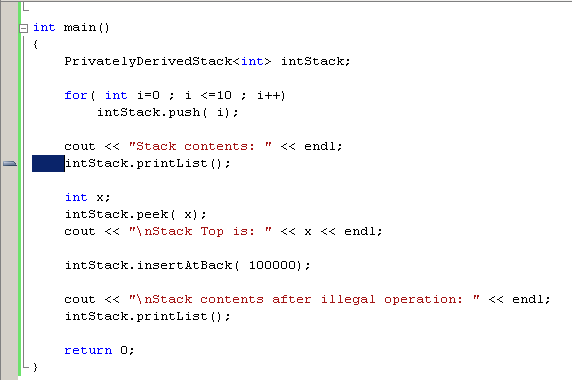 int main()
{
PrivatelyDerivedStack<int> intStack;
for( int i=0 ; i <=10 ; i++)
intStack.push( i);
cout << "Stack contents: " << endl;
intStack.printList();
int x;
intStack.peek( x);
cout << "\nStack Top is: " << x << endl;
intStack.insertAtBack( 100000);
cout << "\nStack contents after illegal operation: " << endl;
intStack.printList();
return 0;
}